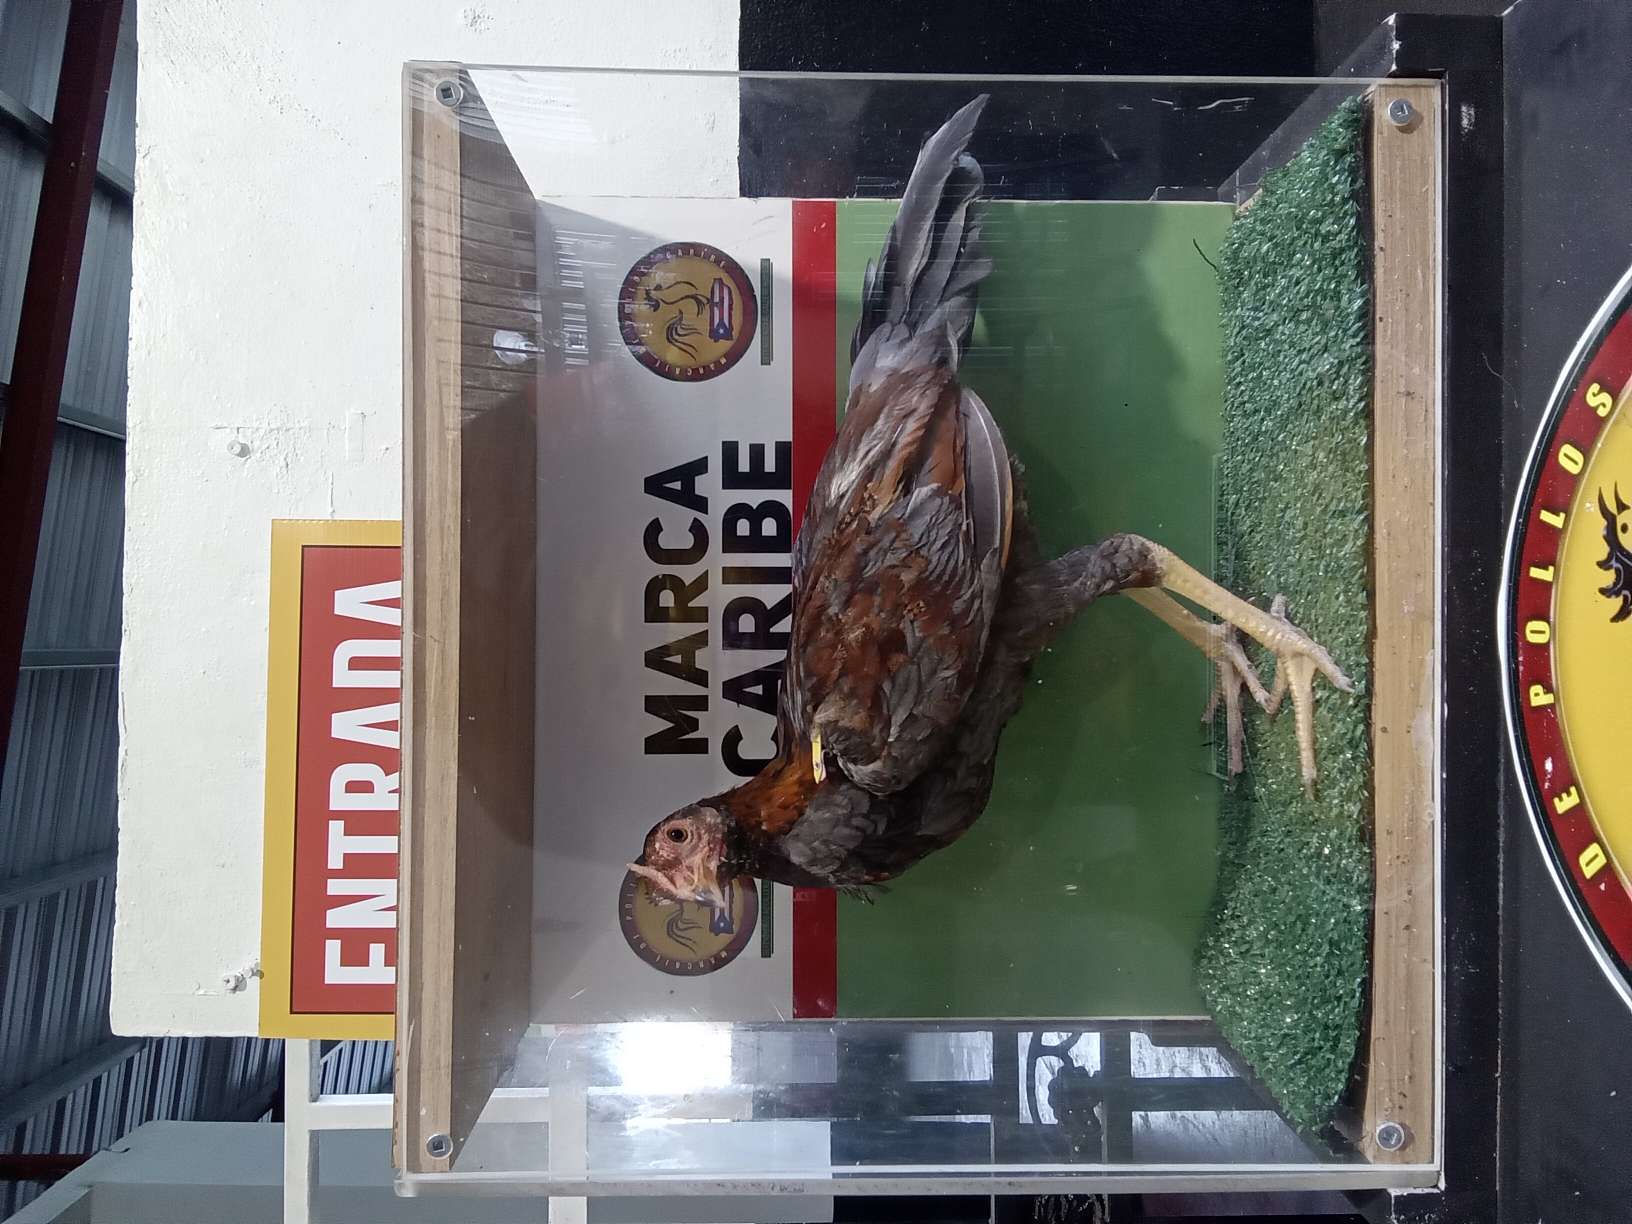 ENTRADA
MARCA
CARIBE
DE POLLOS